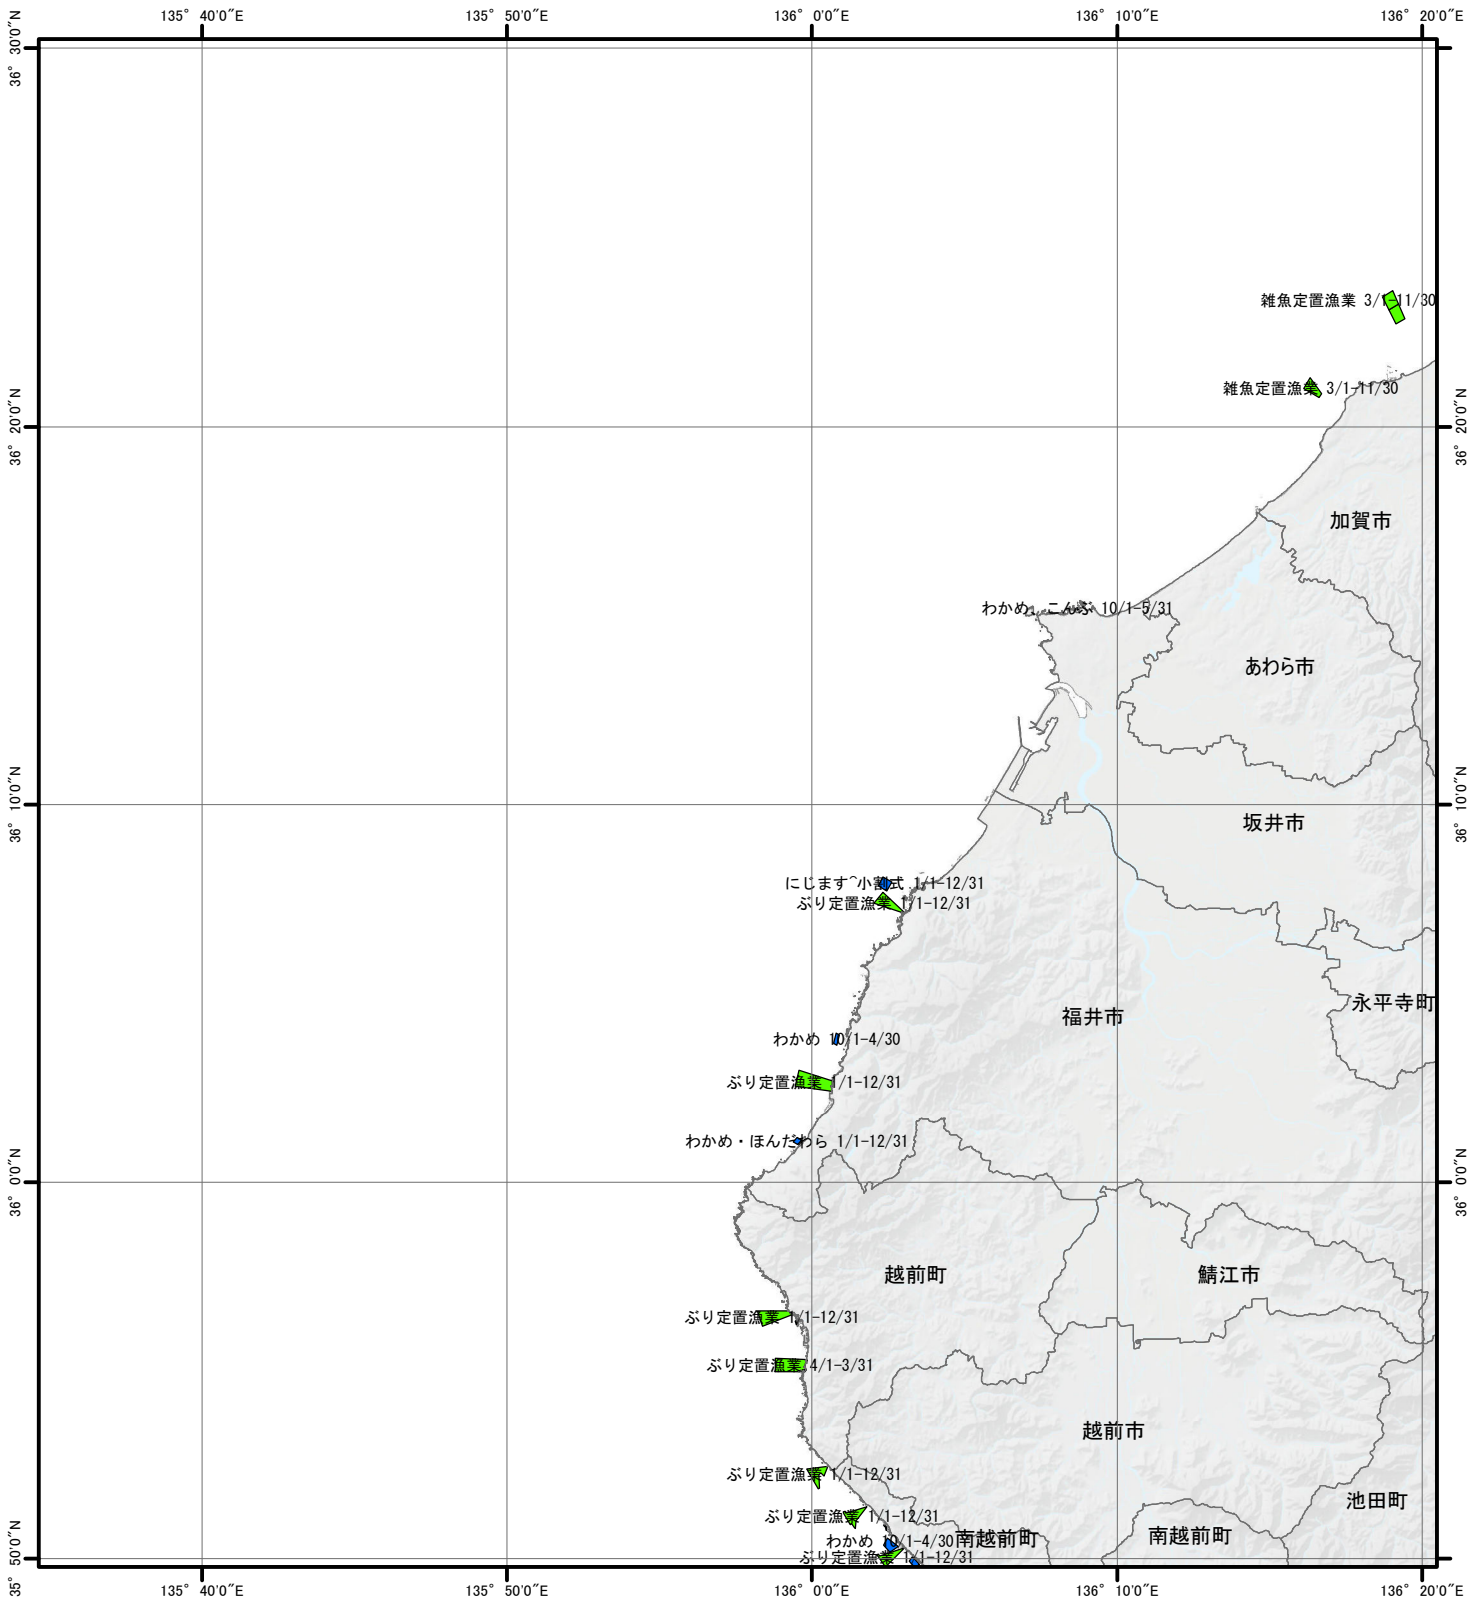 135° 40′0″E
135° 50′0″E
136° 0′0″E
136° 10′0″E
136° 20′0″E
36° 30′0″N
雑魚定置漁業 3/1-11/30
雑魚定置漁業 3/1-11/30
36° 20′0″N
36° 20′0″N
加賀市
わかめ、こんぶ 10/1-5/31
あわら市
36° 10′0″N
36° 10′0″N
坂井市
にじます^小割式 1/1-12/31
ぶり定置漁業 1/1-12/31
永平寺町
福井市
わかめ 10/1-4/30
ぶり定置漁業 1/1-12/31
わかめ・ほんだわら 1/1-12/31
36° 0′0″N
36° 0′0″N
越前町
鯖江市
ぶり定置漁業 1/1-12/31
ぶり定置漁業 4/1-3/31
越前市
ぶり定置漁業 1/1-12/31
池田町
ぶり定置漁業 1/1-12/31
わかめ 10/1-4/30
南越前町
南越前町
ぶり定置漁業 1/1-12/31
35° 50′0″N
135° 40′0″E
135° 50′0″E
136° 0′0″E
136° 10′0″E
136° 20′0″E